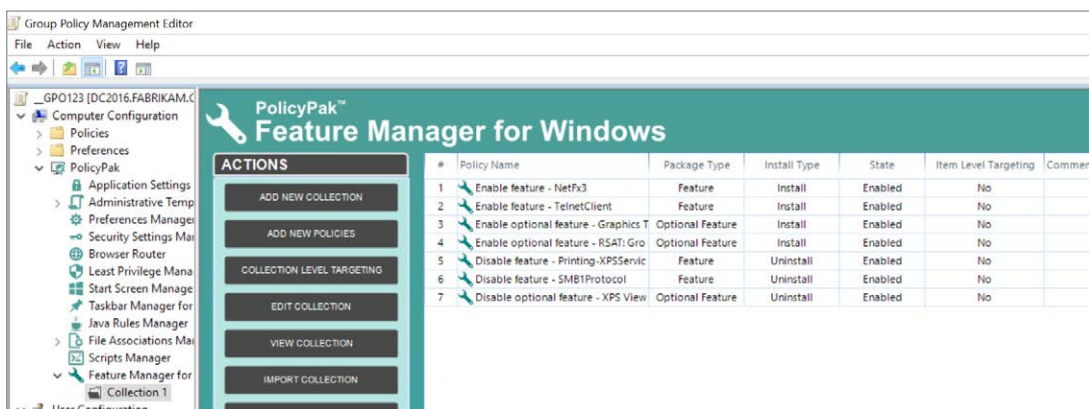 Group Policy Management Editor
File Action View Help
__GPO123 [DC2016.FABRIKAM.C
Computer Configuration
Policies
Preferences
PolicyPak
Application Settings
Administrative Temp
Preferences Manager
Security Settings Mar
Browser Router
Least Privilege Mana
Start Screen Manage
Taskbar Manager for
Java Rules Manager
File Associations Mar
Scripts Manager
Feature Manager for
Collection 1
User Configuration
PolicyPak™
Feature Manager for Windows
ACTIONS
ADD NEW COLLECTION
ADD NEW POLICIES
COLLECTION LEVEL TARGETING
EDIT COLLECTION
VIEW COLLECTION
IMPORT COLLECTION
# Policy Name Package Type Install Type State Item Level Targeting Commer
1 Enable feature - NetFx3 Feature Install Enabled No
2 Enable feature - TelnetClient Feature Install Enabled No
3 Enable optional feature - Graphics T Optional Feature Install Enabled No
4 Enable optional feature - RSAT: Gro Optional Feature Install Enabled No
5 Disable feature - Printing-XPSServic Feature Uninstall Enabled No
6 Disable feature - SMB1Protocol Feature Uninstall Enabled No
7 Disable optional feature - XPS View Optional Feature Uninstall Enabled No